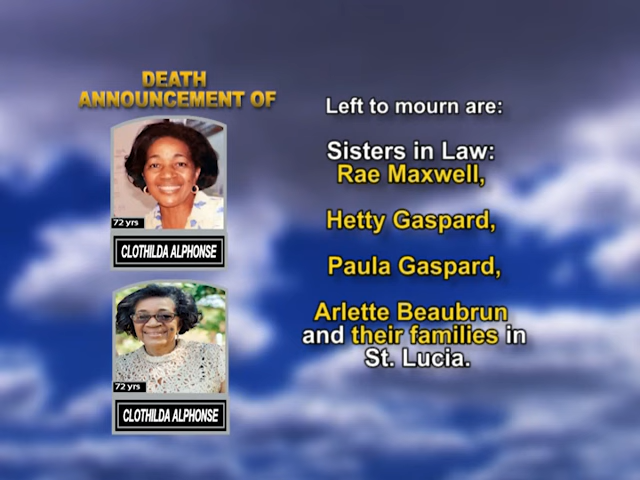 DEATH
ANNOUNCEMENT OF
72 yrs
CLOTHILDA ALPHONSE
72 yrs
CLOTHILDA ALPHONSE
Left to mourn are:
Sisters in Law:
Rae Maxwell,
Hetty Gaspard,
Paula Gaspard,
Arlette Beaubrun
and their families in
St. Lucia.